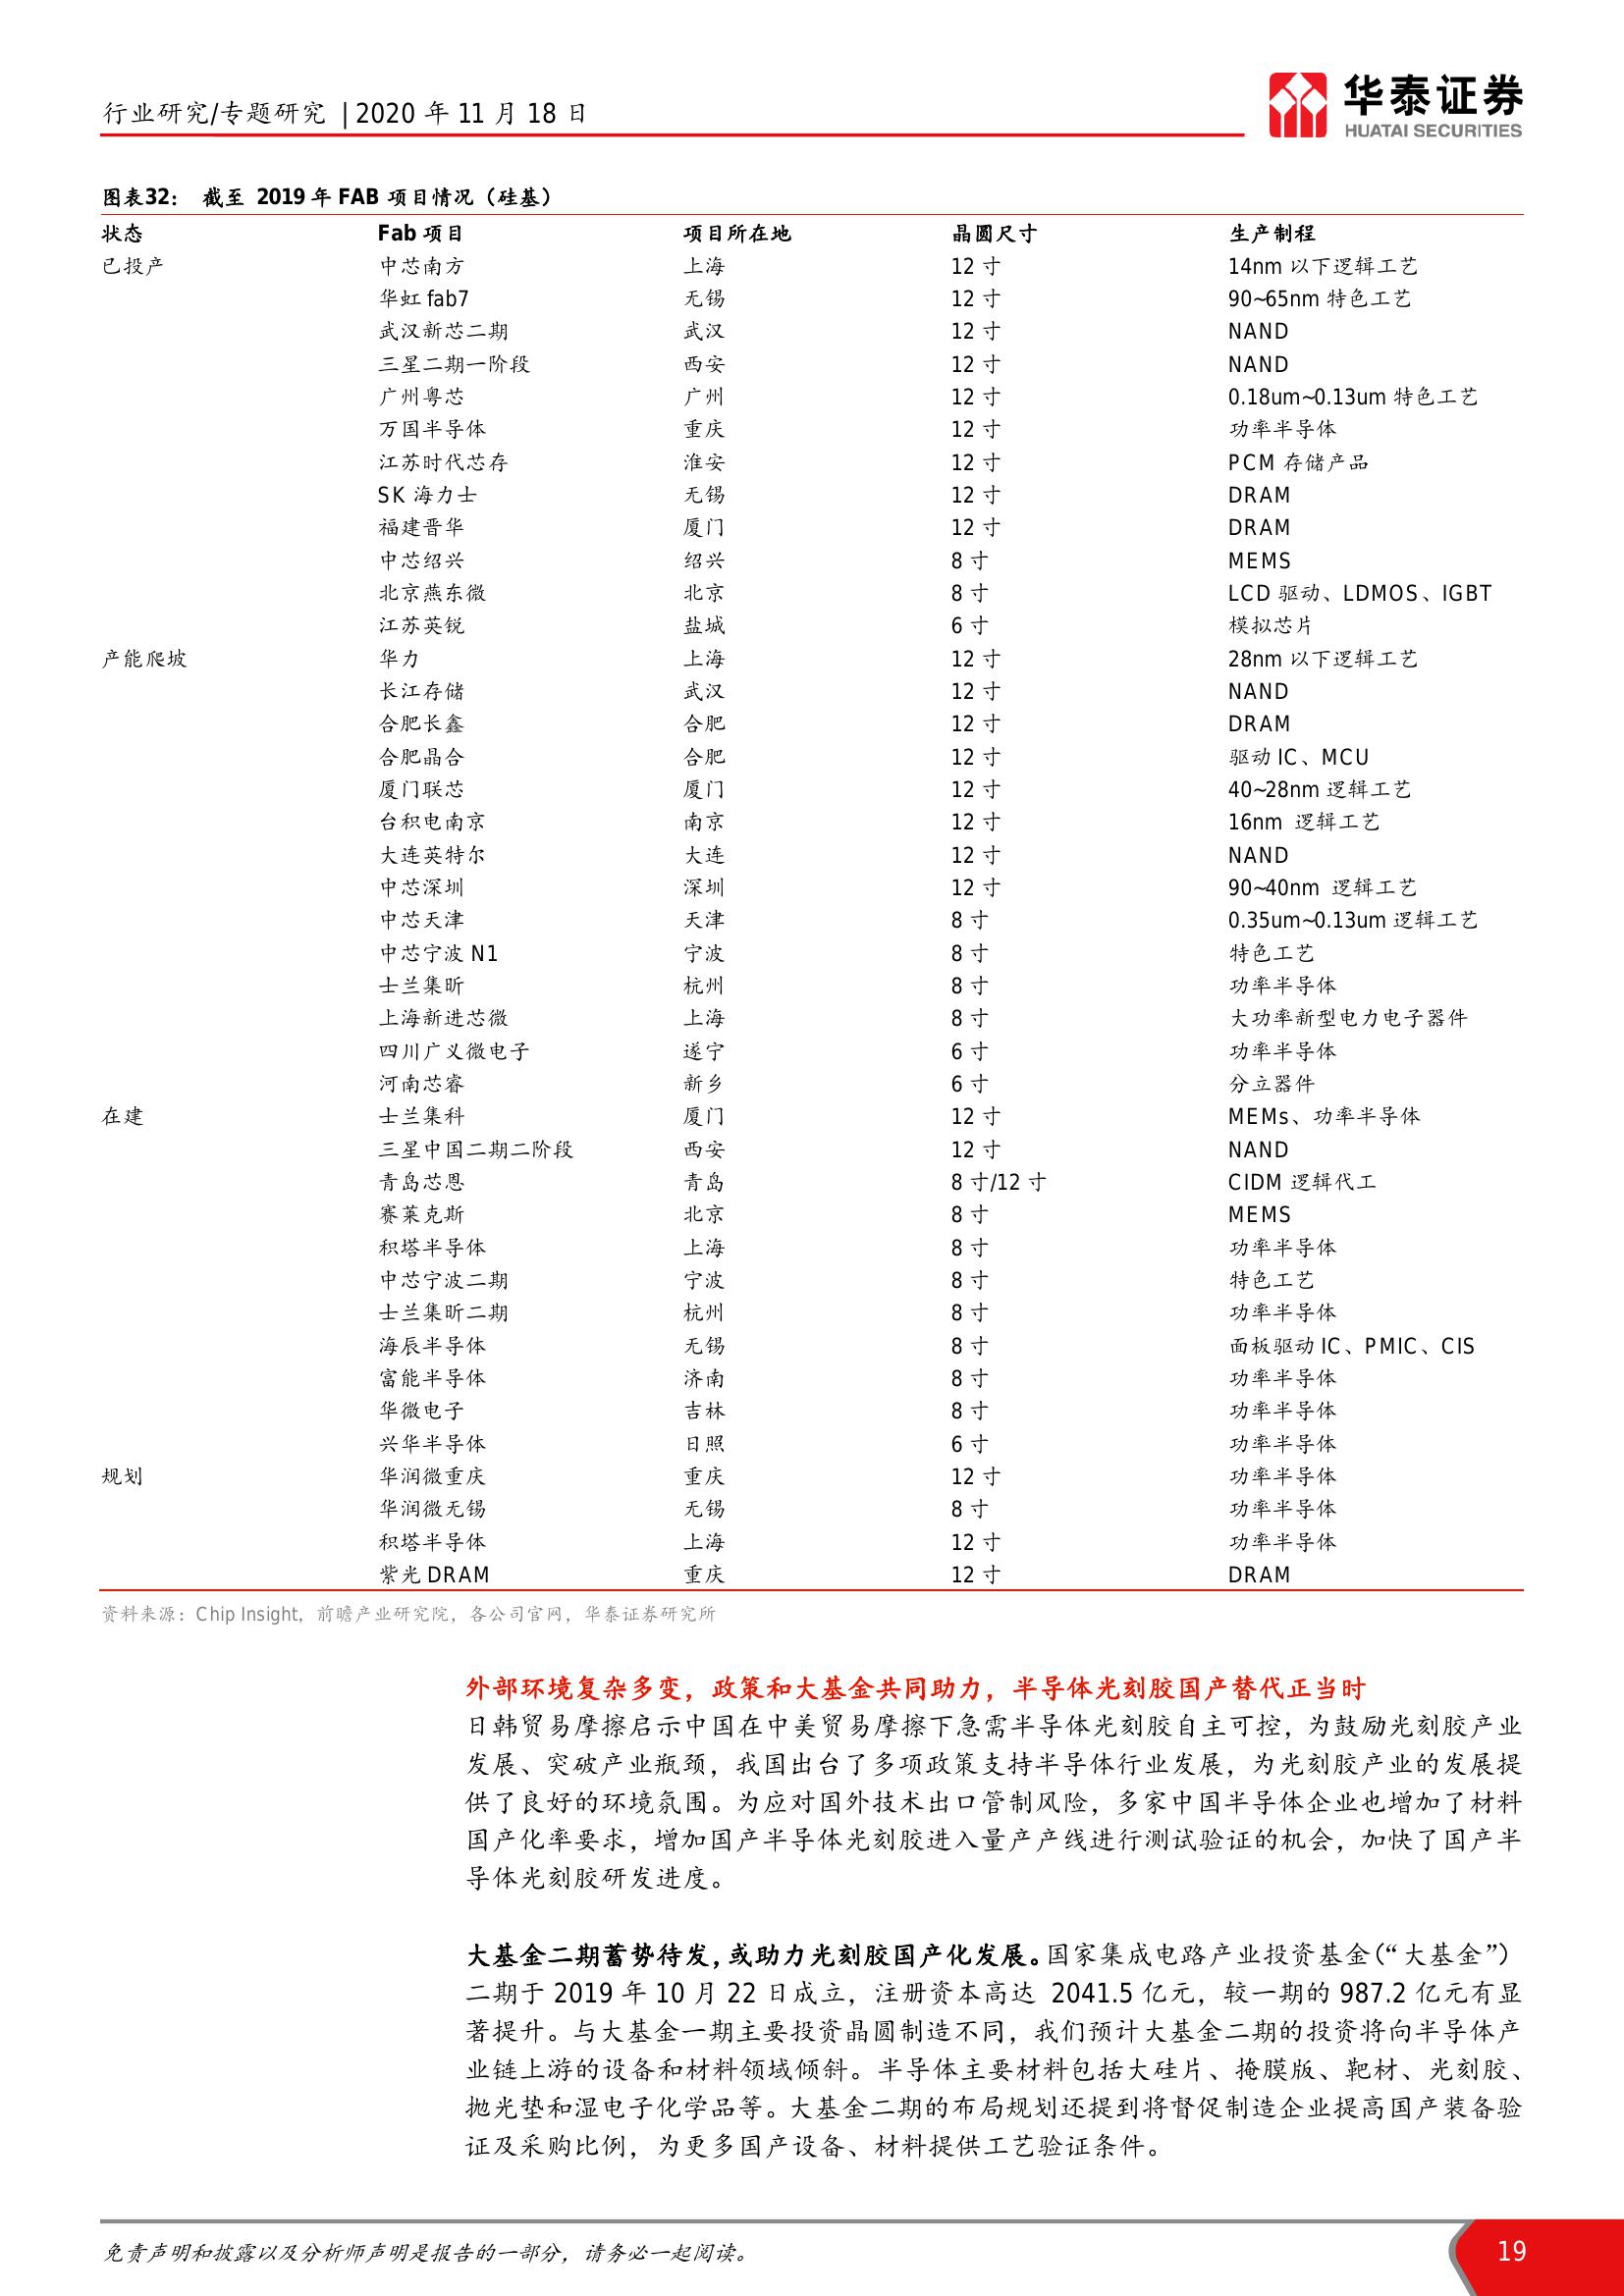 行业研究/专题研究 | 2020 年 11 月 18 日
华泰证券
HUATAI SECURITIES
图表32： 截至 2019 年 FAB 项目情况（硅基）
状态 Fab 项目 项目所在地 晶圆尺寸 生产制程
已投产 中芯南方 上海 12 寸 14nm 以下逻辑工艺
华虹 fab7 无锡 12 寸 90~65nm 特色工艺
武汉新芯二期 武汉 12 寸 NAND
三星二期一阶段 西安 12 寸 NAND
广州粤芯 广州 12 寸 0.18um~0.13um 特色工艺
万国半导体 重庆 12 寸 功率半导体
江苏时代芯存 淮安 12 寸 PCM 存储产品
SK 海力士 无锡 12 寸 DRAM
福建晋华 厦门 12 寸 DRAM
中芯绍兴 绍兴 8 寸 MEMS
北京燕东微 北京 8 寸 LCD 驱动、LDMOS、IGBT
江苏英锐 盐城 6 寸 模拟芯片
产能爬坡 华力 上海 12 寸 28nm 以下逻辑工艺
长江存储 武汉 12 寸 NAND
合肥长鑫 合肥 12 寸 DRAM
合肥晶合 合肥 12 寸 驱动 IC、MCU
厦门联芯 厦门 12 寸 40~28nm 逻辑工艺
台积电南京 南京 12 寸 16nm 逻辑工艺
大连英特尔 大连 12 寸 NAND
中芯深圳 深圳 12 寸 90~40nm 逻辑工艺
中芯天津 天津 8 寸 0.35um~0.13um 逻辑工艺
中芯宁波 N1 宁波 8 寸 特色工艺
士兰集昕 杭州 8 寸 功率半导体
上海新进芯微 上海 8 寸 大功率新型电力电子器件
四川广义微电子 遂宁 6 寸 功率半导体
河南芯睿 新乡 6 寸 分立器件
在建 士兰集科 厦门 12 寸 MEMs、功率半导体
三星中国二期二阶段 西安 12 寸 NAND
青岛芯恩 青岛 8 寸/12 寸 CIDM 逻辑代工
赛莱克斯 北京 8 寸 MEMS
积塔半导体 上海 8 寸 功率半导体
中芯宁波二期 宁波 8 寸 特色工艺
士兰集昕二期 杭州 8 寸 功率半导体
海辰半导体 无锡 8 寸 面板驱动 IC、PMIC、CIS
富能半导体 济南 8 寸 功率半导体
华微电子 吉林 8 寸 功率半导体
兴华半导体 日照 6 寸 功率半导体
规划 华润微重庆 重庆 12 寸 功率半导体
华润微无锡 无锡 8 寸 功率半导体
积塔半导体 上海 12 寸 功率半导体
紫光 DRAM 重庆 12 寸 DRAM
资料来源：Chip Insight，前瞻产业研究院，各公司官网，华泰证券研究所
外部环境复杂多变，政策和大基金共同助力，半导体光刻胶国产替代正当时
日韩贸易摩擦启示中国在中美贸易摩擦下急需半导体光刻胶自主可控，为鼓励光刻胶产业
发展、突破产业瓶颈，我国出台了多项政策支持半导体行业发展，为光刻胶产业的发展提
供了良好的环境氛围。为应对国外技术出口管制风险，多家中国半导体企业也增加了材料
国产化率要求，增加国产半导体光刻胶进入量产产线进行测试验证的机会，加快了国产半
导体光刻胶研发进度。
大基金二期蓄势待发，或助力光刻胶国产化发展。国家集成电路产业投资基金（“大基金”）
二期于 2019 年 10 月 22 日成立，注册资本高达 2041.5 亿元，较一期的 987.2 亿元有显
著提升。与大基金一期主要投资晶圆制造不同，我们预计大基金二期的投资将向半导体产
业链上游的设备和材料领域倾斜。半导体主要材料包括大硅片、掩膜版、靶材、光刻胶、
抛光垫和湿电子化学品等。大基金二期的布局规划还提到将督促制造企业提高国产装备验
证及采购比例，为更多国产设备、材料提供工艺验证条件。
免责声明和披露以及分析师声明是报告的一部分，请务必一起阅读。
19